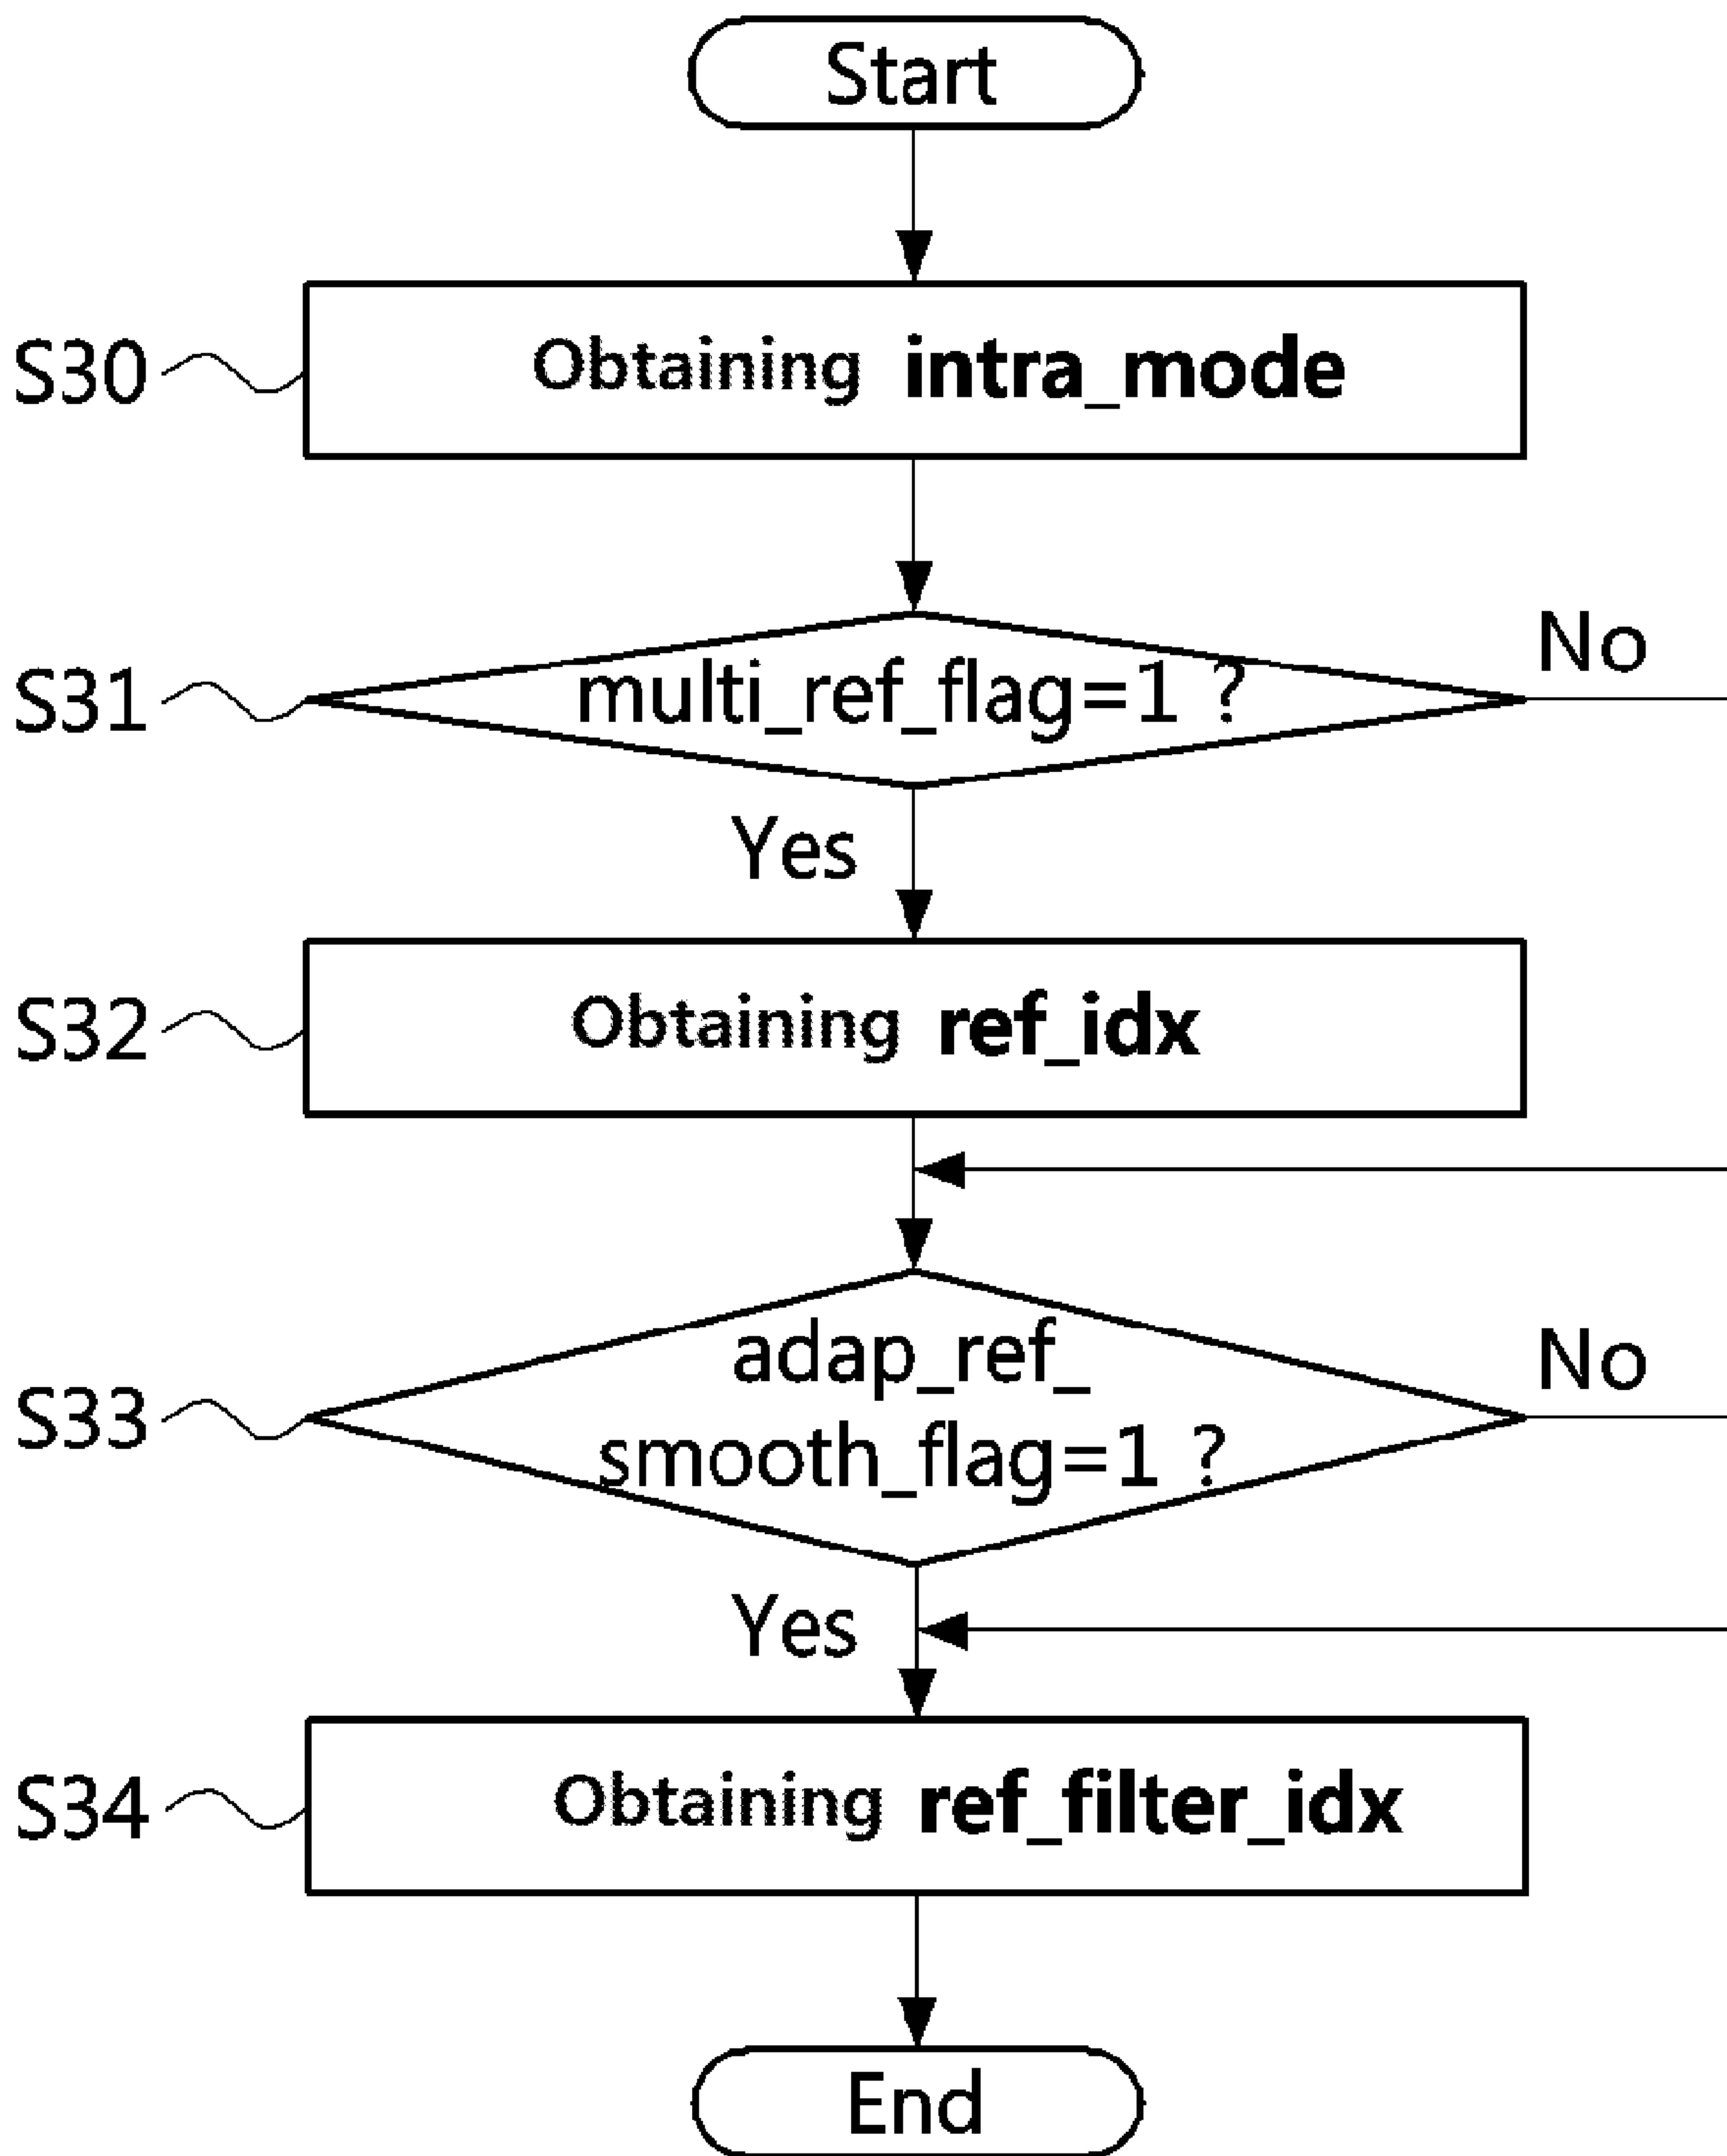 Start
S30
Obtaining intra_mode
S31
multi_ref_flag=1 ?
No
Yes
S32
Obtaining ref_idx
S33
adap_ref_
smooth_flag=1 ?
No
Yes
S34
Obtaining ref_filter_idx
End